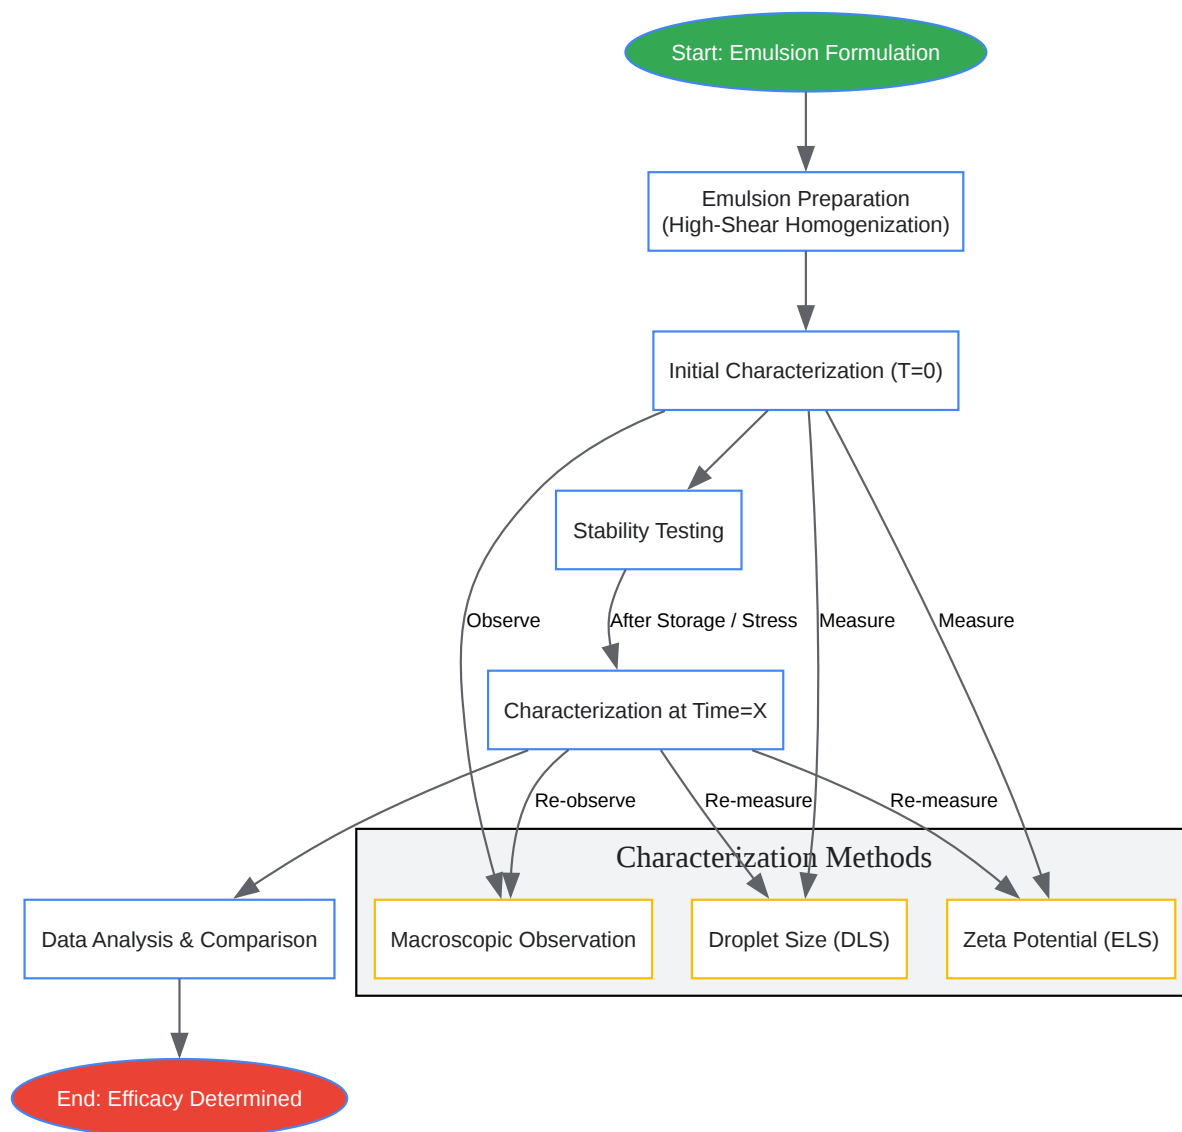 Start: Emulsion Formulation
Emulsion Preparation
(High-Shear Homogenization)
Initial Characterization (T=0)
Stability Testing
Observe
After Storage / Stress
Measure
Measure
Characterization at Time=X
Re-observe
Re-measure
Re-measure
Characterization Methods
Data Analysis & Comparison
Macroscopic Observation
Droplet Size (DLS)
Zeta Potential (ELS)
End: Efficacy Determined